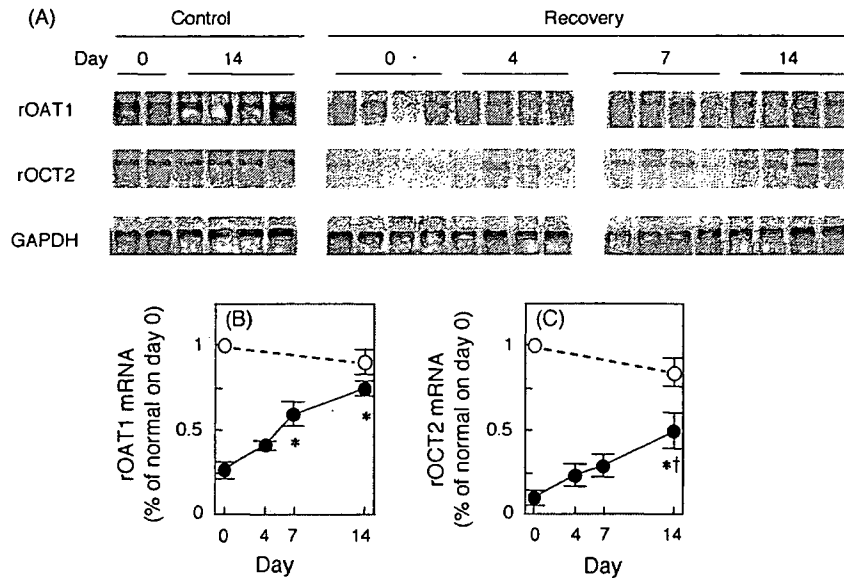 (A) Control Recovery
Day 0 14 0 4 7 14
rOAT1
rOCT2
GAPDH
(B)
rOAT1 mRNA
(% of normal on day 0)
1
0.5
0
* *
0 4 7 14
Day
(C)
rOCT2 mRNA
(% of normal on day 0)
1
0.5
0
*†
0 4 7 14
Day